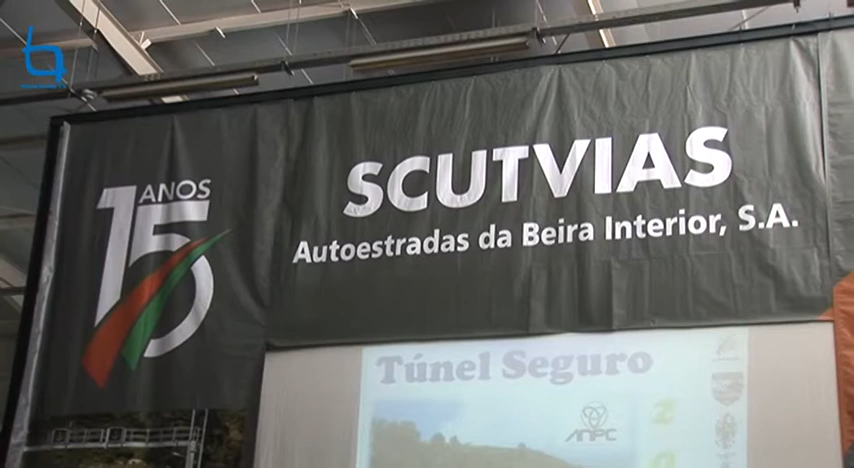 15 ANOS
SCUTVIAS
Autoestradas da Beira Interior, S.A.
Túnel Seguro
ANPC